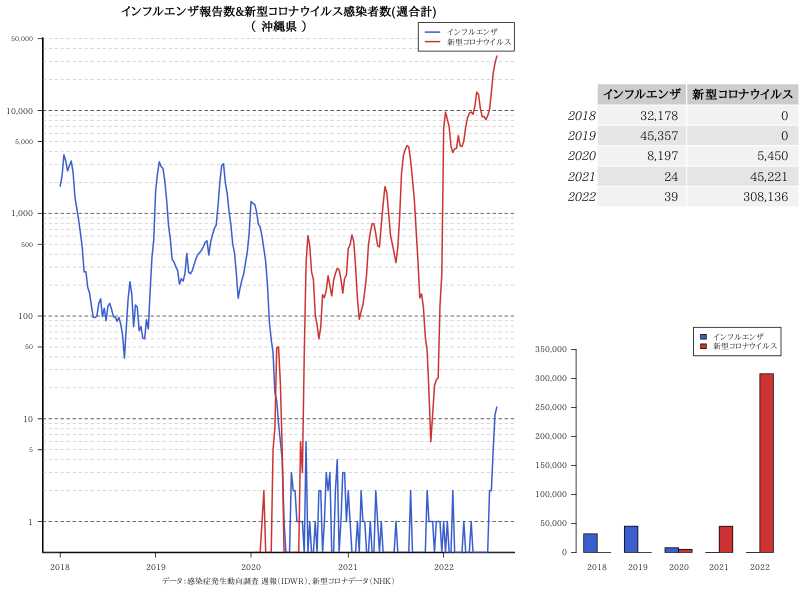 インフルエンザ報告数&新型コロナウイルス感染者数(週合計)
( 沖縄県 )
インフルエンザ
新型コロナウイルス
50,000
10,000
5,000
1,000
500
100
50
10
5
1
2018 2019 2020 2021 2022
データ:感染症発生動向調査 週報(IDWR)、新型コロナデータ(NHK)
インフルエンザ 新型コロナウイルス
2018 32,178 0
2019 45,357 0
2020 8,197 5,450
2021 24 45,221
2022 39 308,136
インフルエンザ
新型コロナウイルス
350,000
300,000
250,000
200,000
150,000
100,000
50,000
0
2018 2019 2020 2021 2022